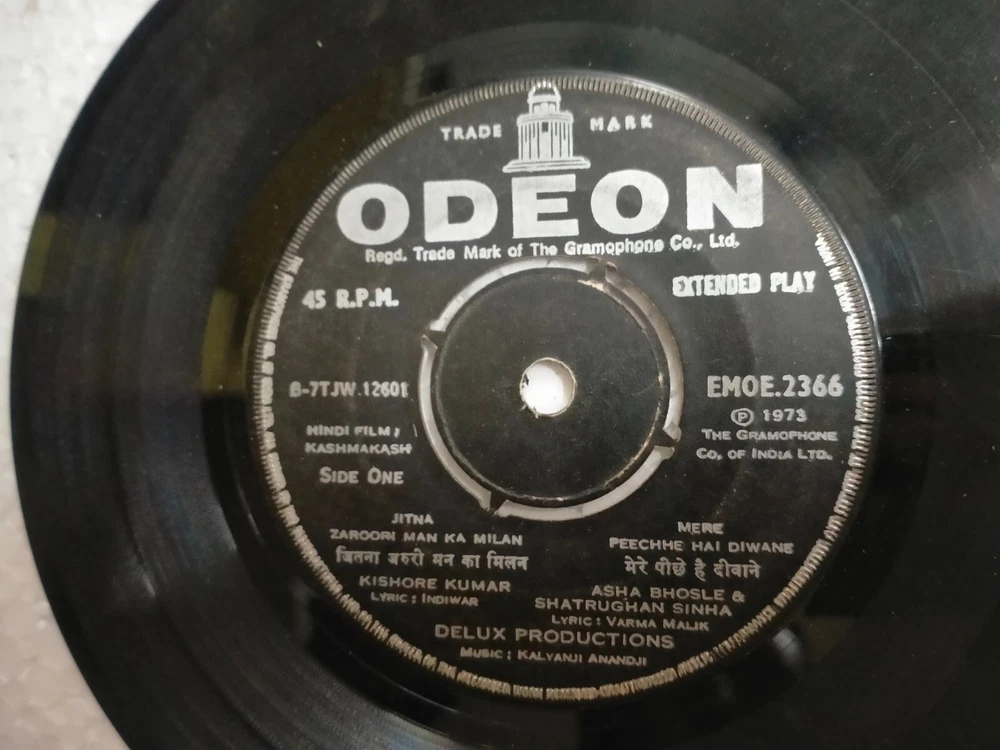 TRADE MARK
ODEON
Regd. Trade Mark of The Gramophone Co., Ltd.
45 R.P.M.
EXTENDED PLAY
B-7TJW.12601
EMOE.2366
Ⓟ 1973
THE GRAMOPHONE
CO. OF INDIA LTD.
HINDI FILM:
KASHMAKASH
SIDE ONE
JITNA
ZAROORI MAN KA MILAN
जितना जरुरी मन का मिलन
KISHORE KUMAR
LYRIC: INDIWAR
MERE
PEECHHE HAI DIWANE
मेरे पीछे है दीवाने
ASHA BHOSLE &
SHATRUGHAN SINHA
LYRIC: VARMA MALIK
DELUX PRODUCTIONS
MUSIC: KALYANJI ANANDJI